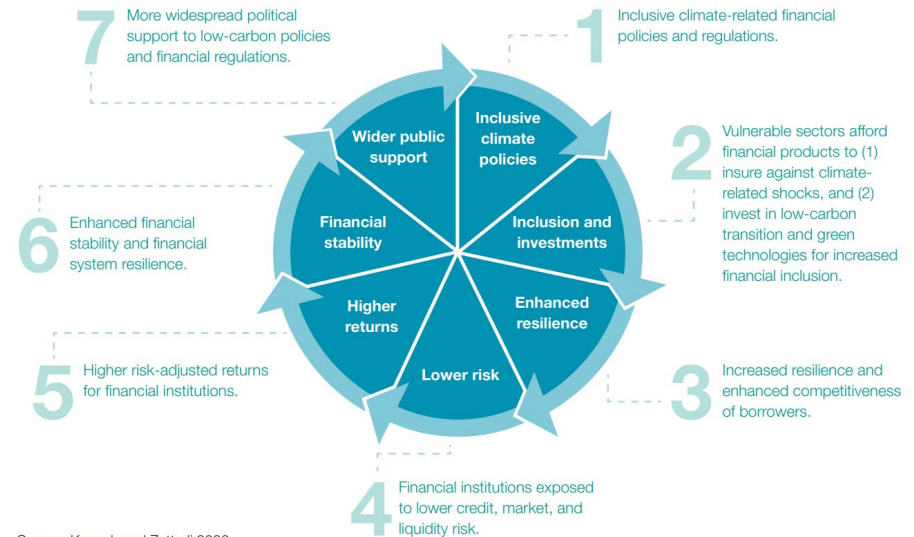 7
More widespread political
support to low-carbon policies
and financial regulations.
1
Inclusive climate-related financial
policies and regulations.
2
Vulnerable sectors afford
financial products to (1)
insure against climate-
related shocks, and (2)
invest in low-carbon
transition and green
technologies for increased
financial inclusion.
3
Increased resilience and
enhanced competitiveness
of borrowers.
4
Financial institutions exposed
to lower credit, market, and
liquidity risk.
5
Higher risk-adjusted returns
for financial institutions.
6
Enhanced financial
stability and financial
system resilience.
Inclusive
climate
policies
Inclusion and
investments
Enhanced
resilience
Lower risk
Higher
returns
Financial
stability
Wider public
support